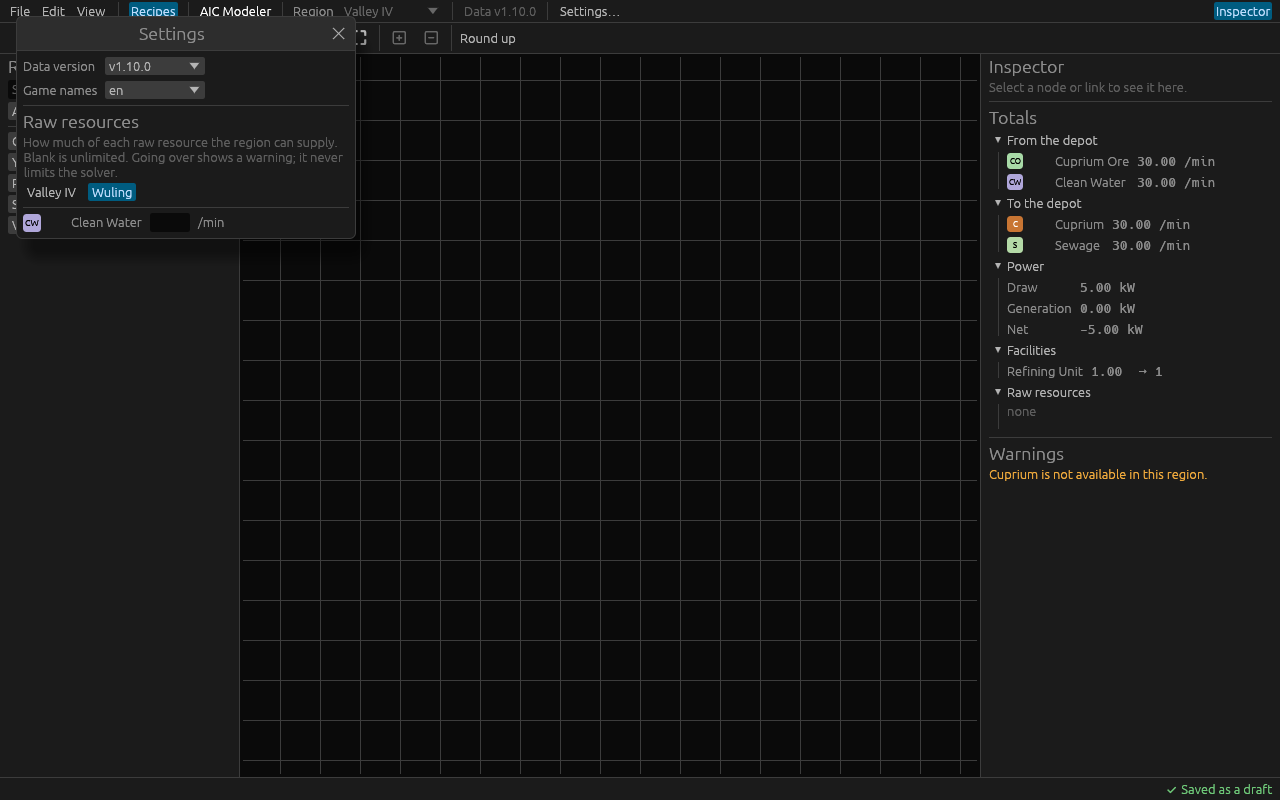 File Edit View Recipes AIC Modeler Region Valley IV Data v1.10.0 Settings… Inspector
Settings
Round up
Data version v1.10.0
Game names en
Raw resources
How much of each raw resource the region can supply.
Blank is unlimited. Going over shows a warning; it never
limits the solver.
Valley IV Wuling
CW Clean Water /min
Inspector
Select a node or link to see it here.
Totals
From the depot
CO Cuprium Ore 30.00 /min
CW Clean Water 30.00 /min
To the depot
C Cuprium 30.00 /min
S Sewage 30.00 /min
Power
Draw 5.00 kW
Generation 0.00 kW
Net −5.00 kW
Facilities
Refining Unit 1.00 → 1
Raw resources
none
Warnings
Cuprium is not available in this region.
✓ Saved as a draft